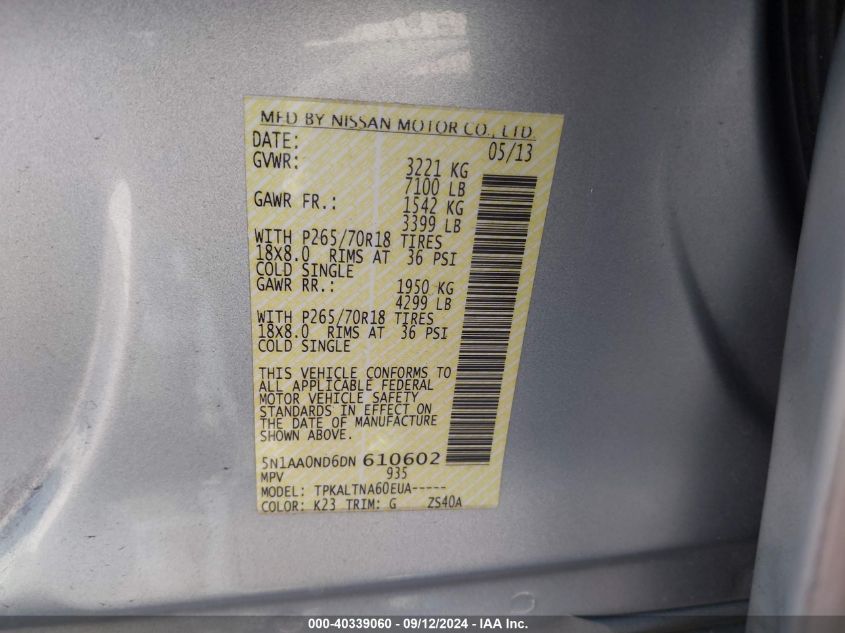 MFD BY NISSAN MOTOR CO., LTD.
DATE: 05/13
GVWR: 3221 KG
7100 LB
GAWR FR.: 1542 KG
3399 LB
WITH P265/70R18 TIRES
18X8.0 RIMS AT 36 PSI
COLD SINGLE
GAWR RR.: 1950 KG
4299 LB
WITH P265/70R18 TIRES
18X8.0 RIMS AT 36 PSI
COLD SINGLE
THIS VEHICLE CONFORMS TO
ALL APPLICABLE FEDERAL
MOTOR VEHICLE SAFETY
STANDARDS IN EFFECT ON
THE DATE OF MANUFACTURE
SHOWN ABOVE.
5N1AA0ND6DN 610602
MPV 935
MODEL: TPKALTNA60EUA-----
COLOR: K23 TRIM: G ZS40A
000-40339060 - 09/12/2024 - IAA Inc.